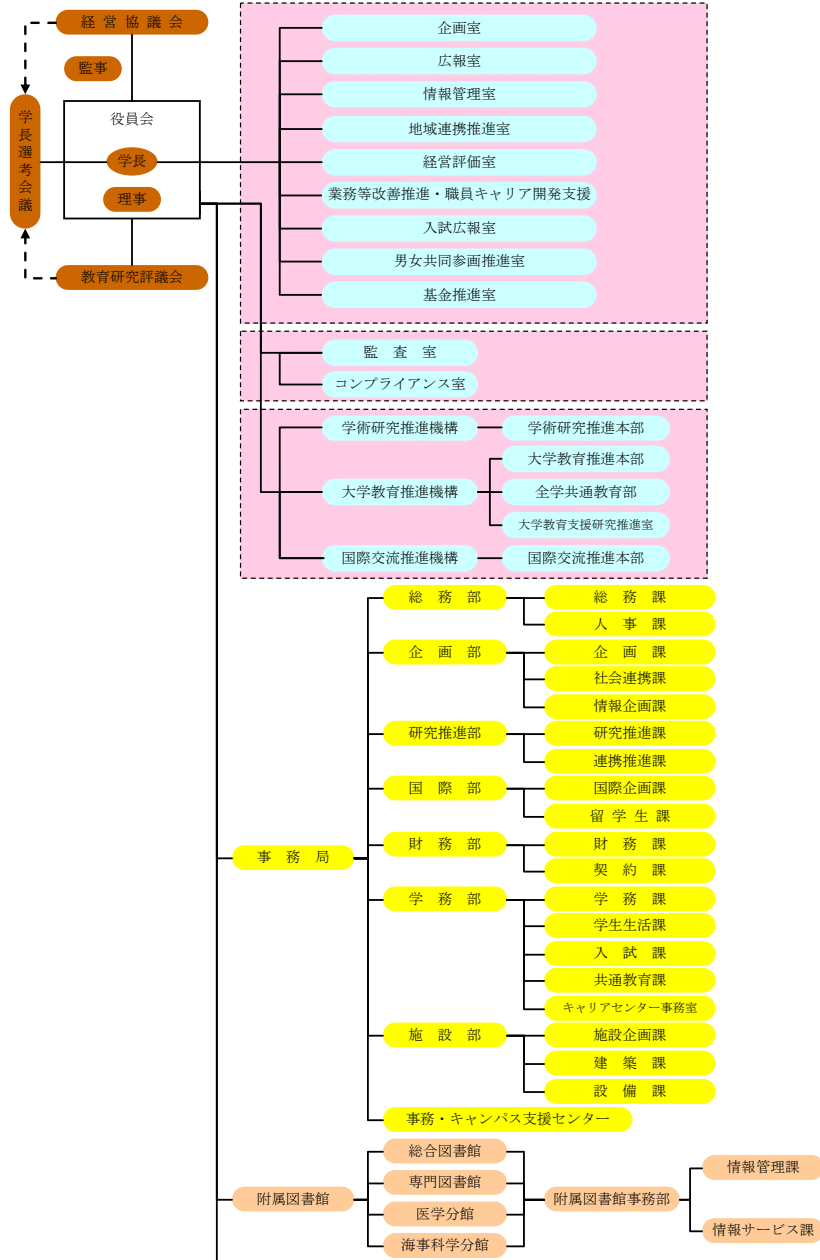 経営協議会
監事
学長選考会議
役員会
学長
理事
教育研究評議会
企画室
広報室
情報管理室
地域連携推進室
経営評価室
業務等改善推進・職員キャリア開発支援
入試広報室
男女共同参画推進室
基金推進室
監査室
コンプライアンス室
学術研究推進機構
学術研究推進本部
大学教育推進機構
大学教育推進本部
全学共通教育部
大学教育支援研究推進室
国際交流推進機構
国際交流推進本部
事務局
総務部
総務課
人事課
企画部
企画課
社会連携課
情報企画課
研究推進部
研究推進課
連携推進課
国際部
国際企画課
留学生課
財務部
財務課
契約課
学務部
学務課
学生生活課
入試課
共通教育課
キャリアセンター事務室
施設部
施設企画課
建築課
設備課
事務・キャンパス支援センター
附属図書館
総合図書館
専門図書館
医学分館
海事科学分館
附属図書館事務部
情報管理課
情報サービス課